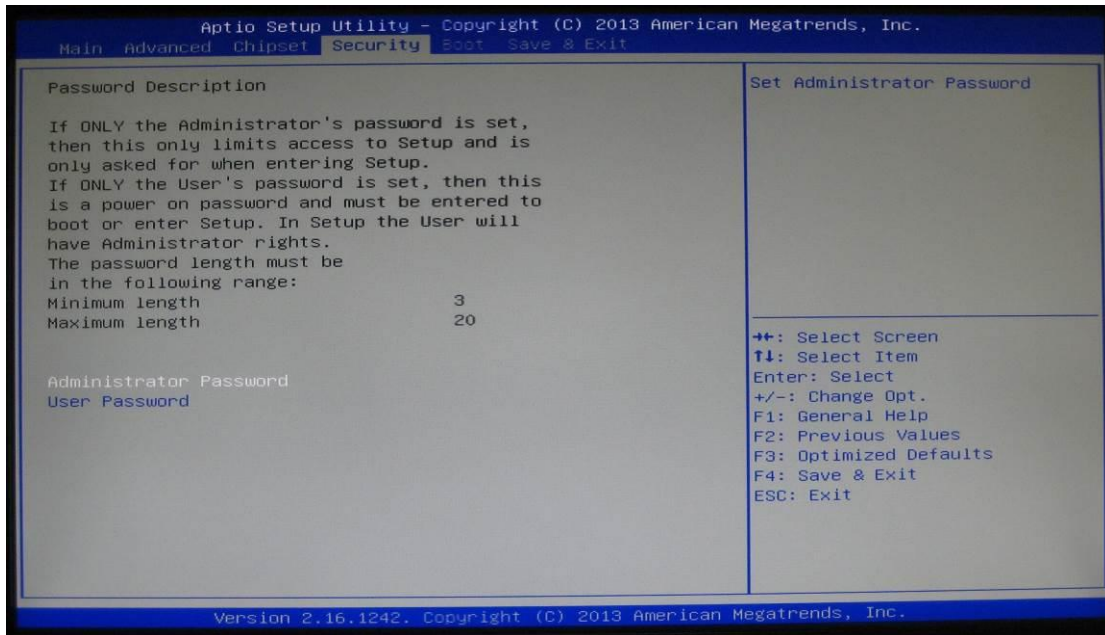 Aptio Setup Utility – Copyright (C) 2013 American Megatrends, Inc.
Main Advanced Chipset Security Boot Save & Exit
Password Description
If ONLY the Administrator's password is set,
then this only limits access to Setup and is
only asked for when entering Setup.
If ONLY the User's password is set, then this
is a power on password and must be entered to
boot or enter Setup. In Setup the User will
have Administrator rights.
The password length must be
in the following range:
Minimum length 3
Maximum length 20
Administrator Password
User Password
Set Administrator Password
→←: Select Screen
↑↓: Select Item
Enter: Select
+/-: Change Opt.
F1: General Help
F2: Previous Values
F3: Optimized Defaults
F4: Save & Exit
ESC: Exit
Version 2.16.1242. Copyright (C) 2013 American Megatrends, Inc.